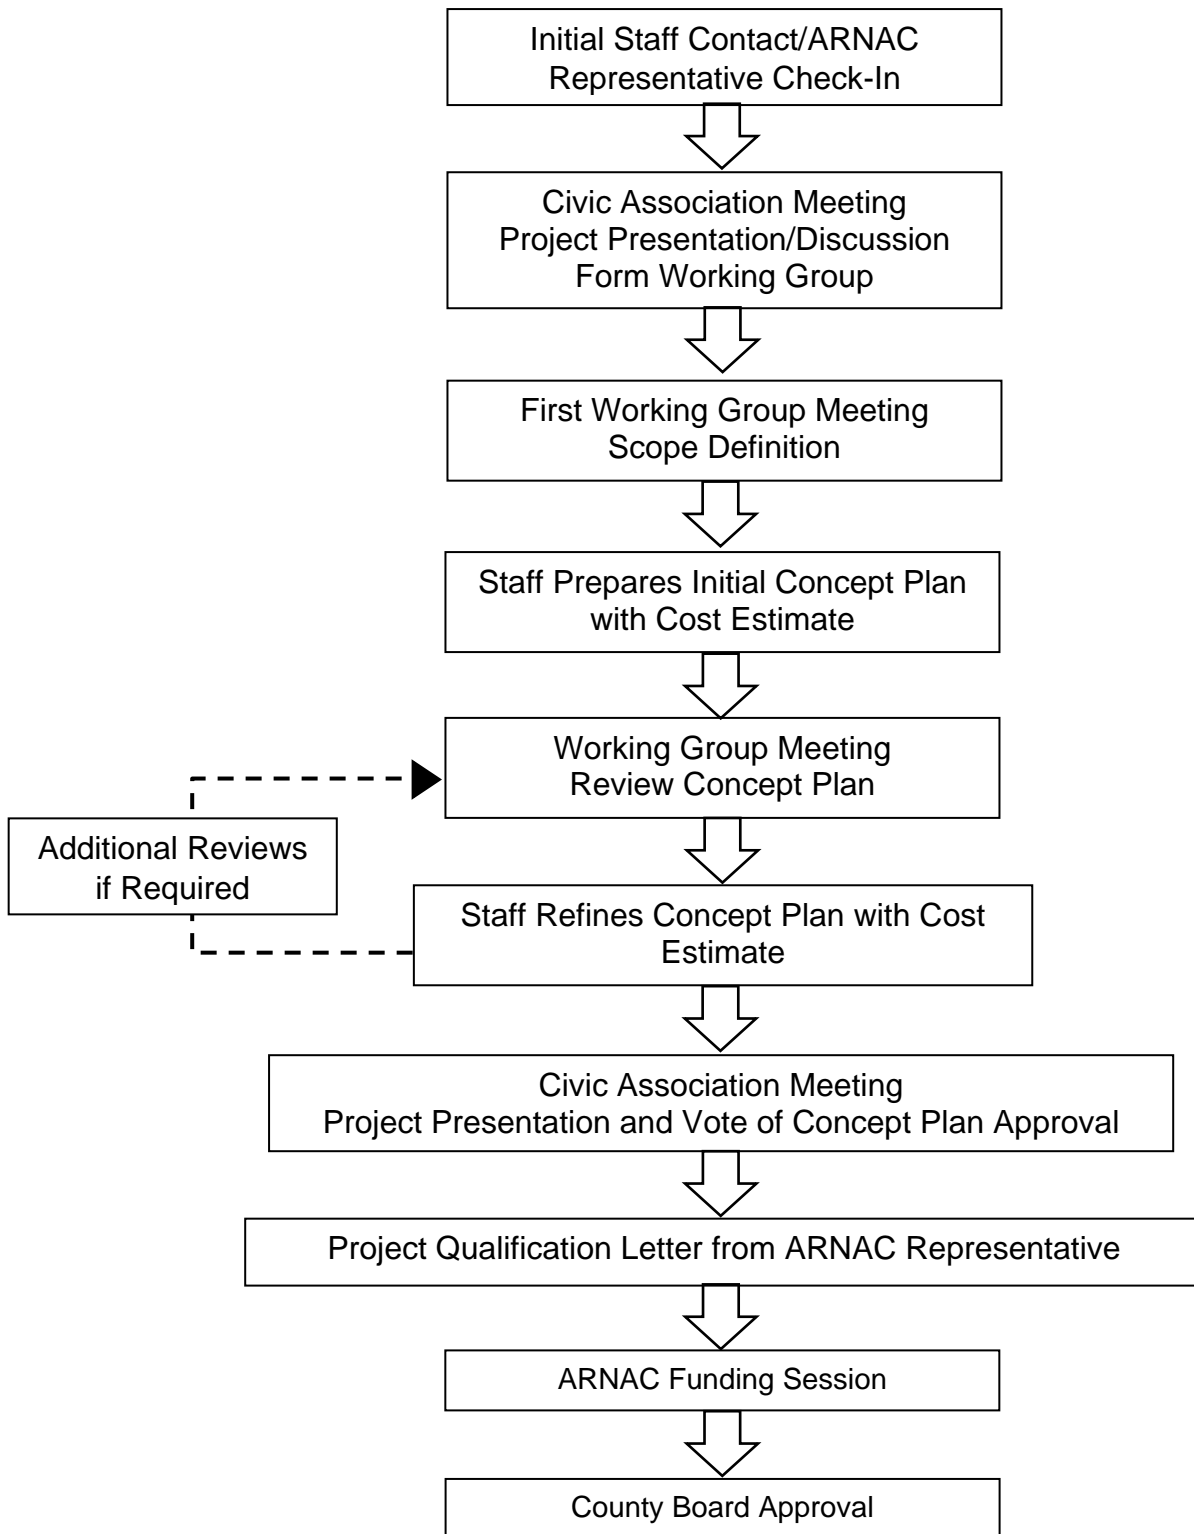 Initial Staff Contact/ARNAC
Representative Check-In
Civic Association Meeting
Project Presentation/Discussion
Form Working Group
First Working Group Meeting
Scope Definition
Staff Prepares Initial Concept Plan
with Cost Estimate
Working Group Meeting
Review Concept Plan
Additional Reviews
if Required
Staff Refines Concept Plan with Cost
Estimate
Civic Association Meeting
Project Presentation and Vote of Concept Plan Approval
Project Qualification Letter from ARNAC Representative
ARNAC Funding Session
County Board Approval